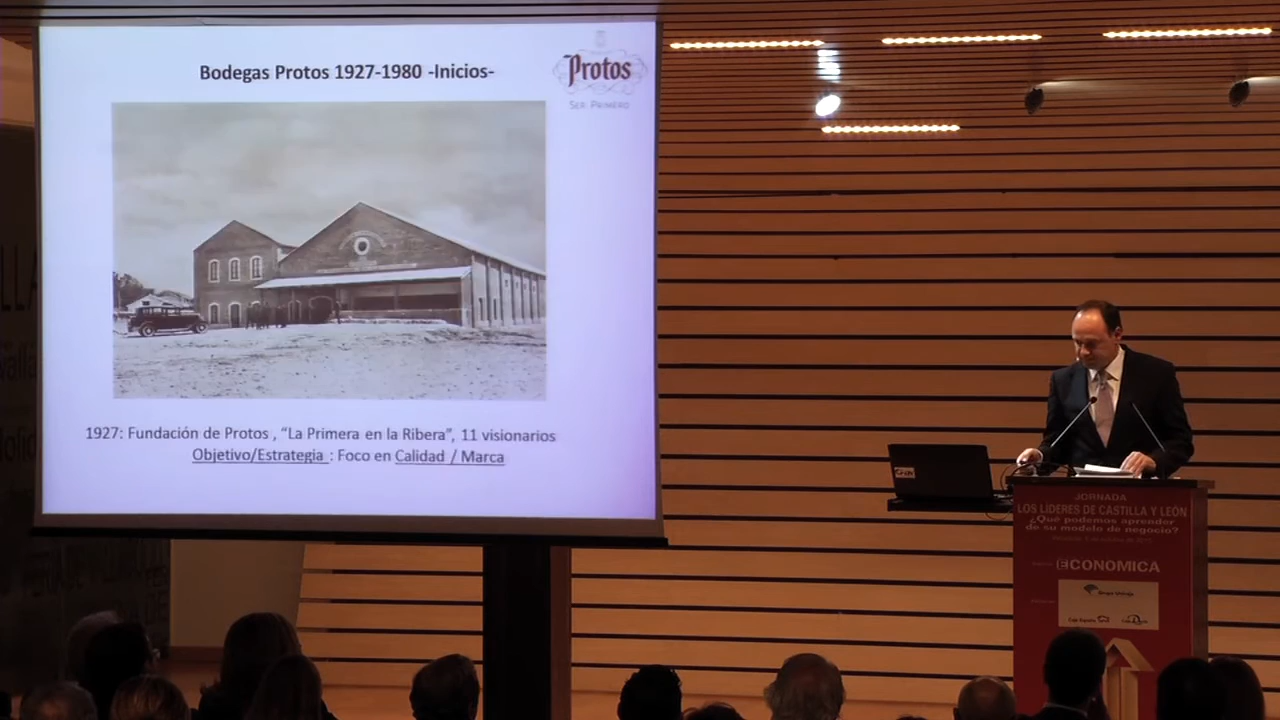 Bodegas Protos 1927-1980 -Inicios-
Protos
SER PRIMERO
1927: Fundación de Protos , “La Primera en la Ribera”, 11 visionarios
Objetivo/Estrategia : Foco en Calidad / Marca
JORNADA
LOS LÍDERES DE CASTILLA Y LEÓN
¿Qué podemos aprender
de su modelo de negocio?
ECONÓMICA
Caja España